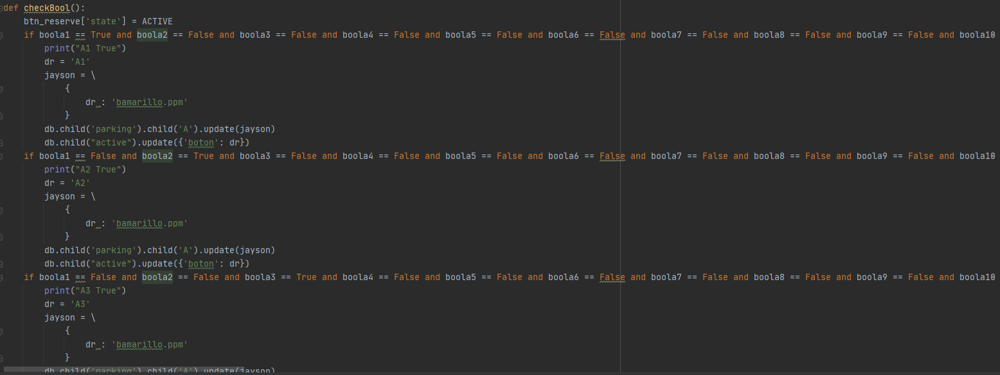 def checkBool():
btn_reserve['state'] = ACTIVE
if boola1 == True and boola2 == False and boola3 == False and boola4 == False and boola5 == False and boola6 == False and boola7 == False and boola8 == False and boola9 == False and boola10
print("A1 True")
dr = 'A1'
jayson = \
{
dr : 'bamarillo.ppm'
}
db.child('parking').child('A').update(jayson)
db.child("active").update({'boton': dr})
if boola1 == False and boola2 == True and boola3 == False and boola4 == False and boola5 == False and boola6 == False and boola7 == False and boola8 == False and boola9 == False and boola10
print("A2 True")
dr = 'A2'
jayson = \
{
dr : 'bamarillo.ppm'
}
db.child('parking').child('A').update(jayson)
db.child("active").update({'boton': dr})
if boola1 == False and boola2 == False and boola3 == True and boola4 == False and boola5 == False and boola6 == False and boola7 == False and boola8 == False and boola9 == False and boola10
print("A3 True")
dr = 'A3'
jayson = \
{
dr : 'bamarillo.ppm'
}
db.child('parking').child('A').update(jayson)